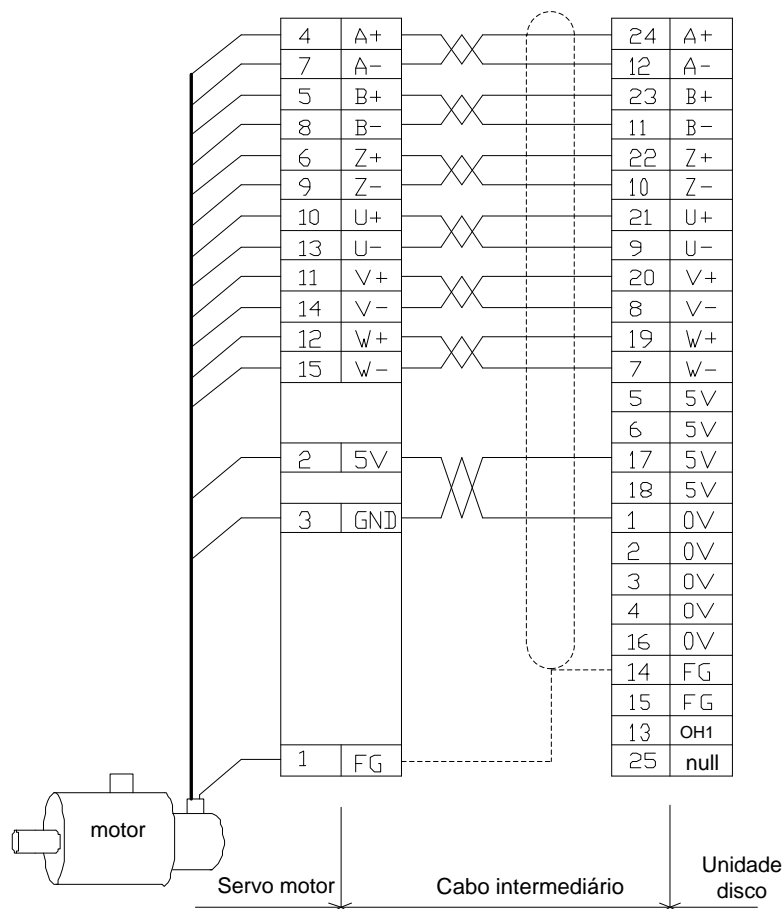 4 A+ 24 A+
7 A- 12 A-
5 B+ 23 B+
8 B- 11 B-
6 Z+ 22 Z+
9 Z- 10 Z-
10 U+ 21 U+
13 U- 9 U-
11 V+ 20 V+
14 V- 8 V-
12 W+ 19 W+
15 W- 7 W-
5 5V
6 5V
2 5V 17 5V
18 5V
3 GND 1 0V
2 0V
3 0V
4 0V
16 0V
14 FG
15 FG
13 OH1
1 FG 25 null
motor
Servo motor Cabo intermediário Unidade
disco